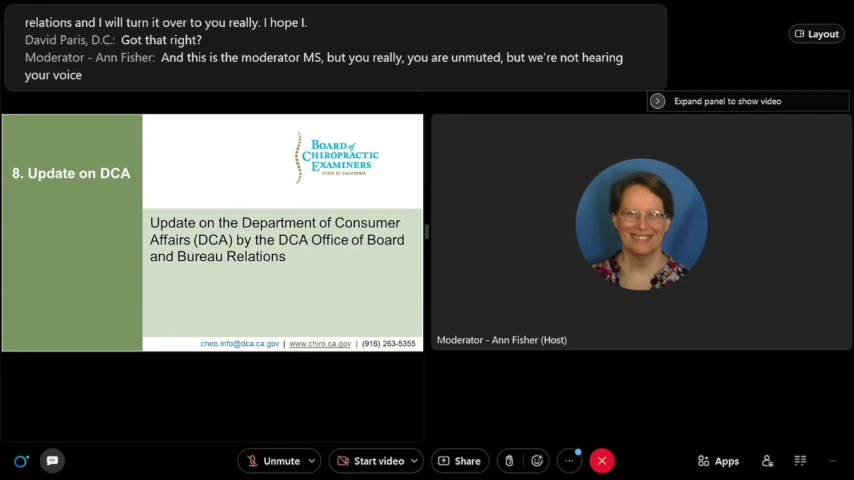 relations and I will turn it over to you really. I hope I.
David Paris, D.C.: Got that right?
Moderator - Ann Fisher: And this is the moderator MS, but you really, you are unmuted, but we're not hearing
your voice
Layout
Expand panel to show video
8. Update on DCA
BOARD of
CHIROPRACTIC
EXAMINERS
STATE OF CALIFORNIA
Update on the Department of Consumer
Affairs (DCA) by the DCA Office of Board
and Bureau Relations
chiro.info@dca.ca.gov | www.chiro.ca.gov | (916) 263-5355
Moderator - Ann Fisher (Host)
Unmute
Start video
Share
Apps